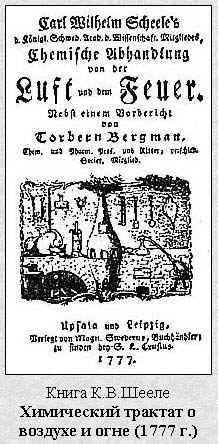 Carl Wilhelm Scheele's
d. Königl. Schwed. Acad. d. Wissenschaft. Mitgliedes,
Chemische Abhandlung
von der
Luft und dem Feuer.
Nebst einem Vorbericht
von
Torbern Bergman,
Chem. und Pharm. Prof. und Ritter, verschied. Societ. Mitglied.
Upsala und Leipzig,
Verlegt von Magn. Swederus, Buchhändler;
zu finden bey S. L. Crusius.
1777.
Книга К.В.Шееле
Химический трактат о
воздухе и огне (1777 г.)